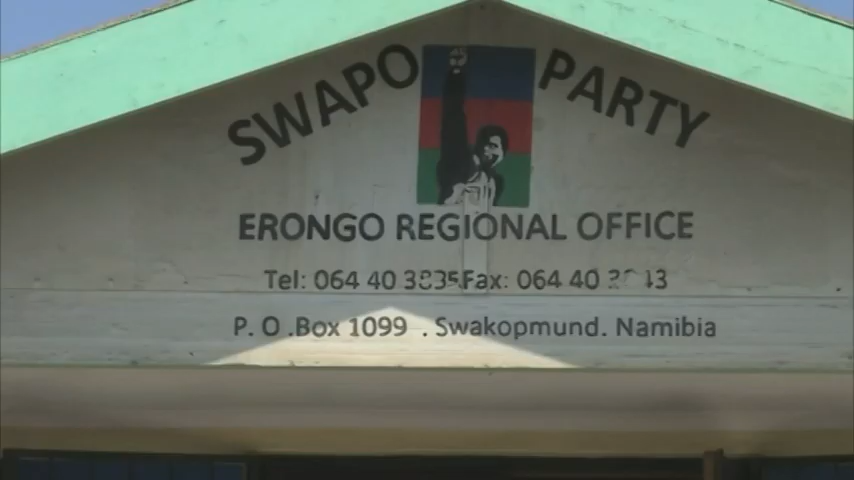 SWAPO PARTY
ERONGO REGIONAL OFFICE
Tel: 064 40 Fax: 064 40
P. O .Box 1099 . Swakopmund. Namibia